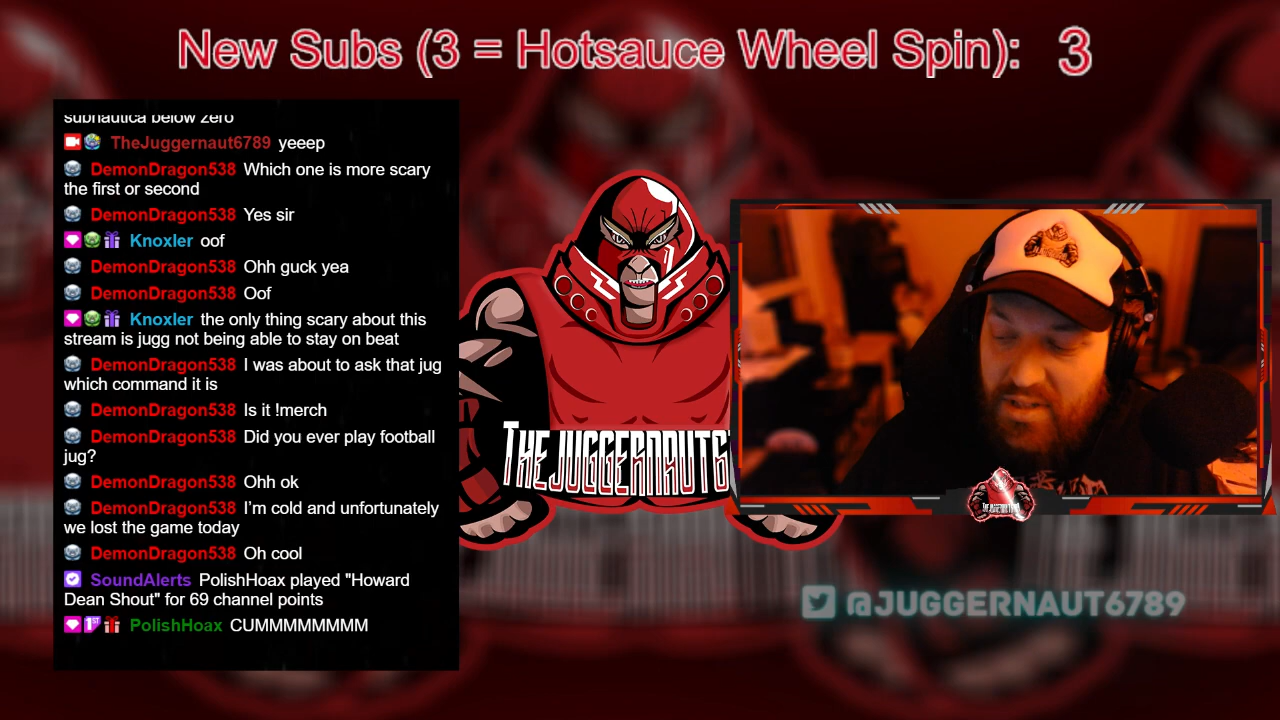 New Subs (3 = Hotsauce Wheel Spin): 3
subnautica below zero
TheJuggernaut6789 yeeep
DemonDragon538 Which one is more scary
the first or second
DemonDragon538 Yes sir
Knoxler oof
DemonDragon538 Ohh guck yea
DemonDragon538 Oof
Knoxler the only thing scary about this
stream is jugg not being able to stay on beat
DemonDragon538 I was about to ask that jug
which command it is
DemonDragon538 Is it !merch
DemonDragon538 Did you ever play football
jug?
DemonDragon538 Ohh ok
DemonDragon538 I'm cold and unfortunately
we lost the game today
DemonDragon538 Oh cool
SoundAlerts PolishHoax played "Howard
Dean Shout" for 69 channel points
1ST PolishHoax CUMMMMMMMM
THEJUGGERNAUT6
@JUGGERNAUT6789